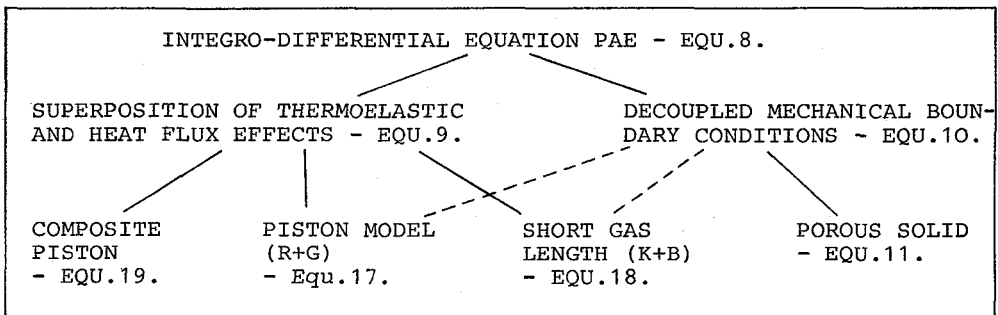 INTEGRO-DIFFERENTIAL EQUATION PAE - EQU.8.
SUPERPOSITION OF THERMOELASTIC
AND HEAT FLUX EFFECTS - EQU.9.
DECOUPLED MECHANICAL BOUN-
DARY CONDITIONS - EQU.10.
COMPOSITE
PISTON
- EQU.19.
PISTON MODEL
(R+G)
- Equ.17.
SHORT GAS
LENGTH (K+B)
- EQU.18.
POROUS SOLID
- EQU.11.